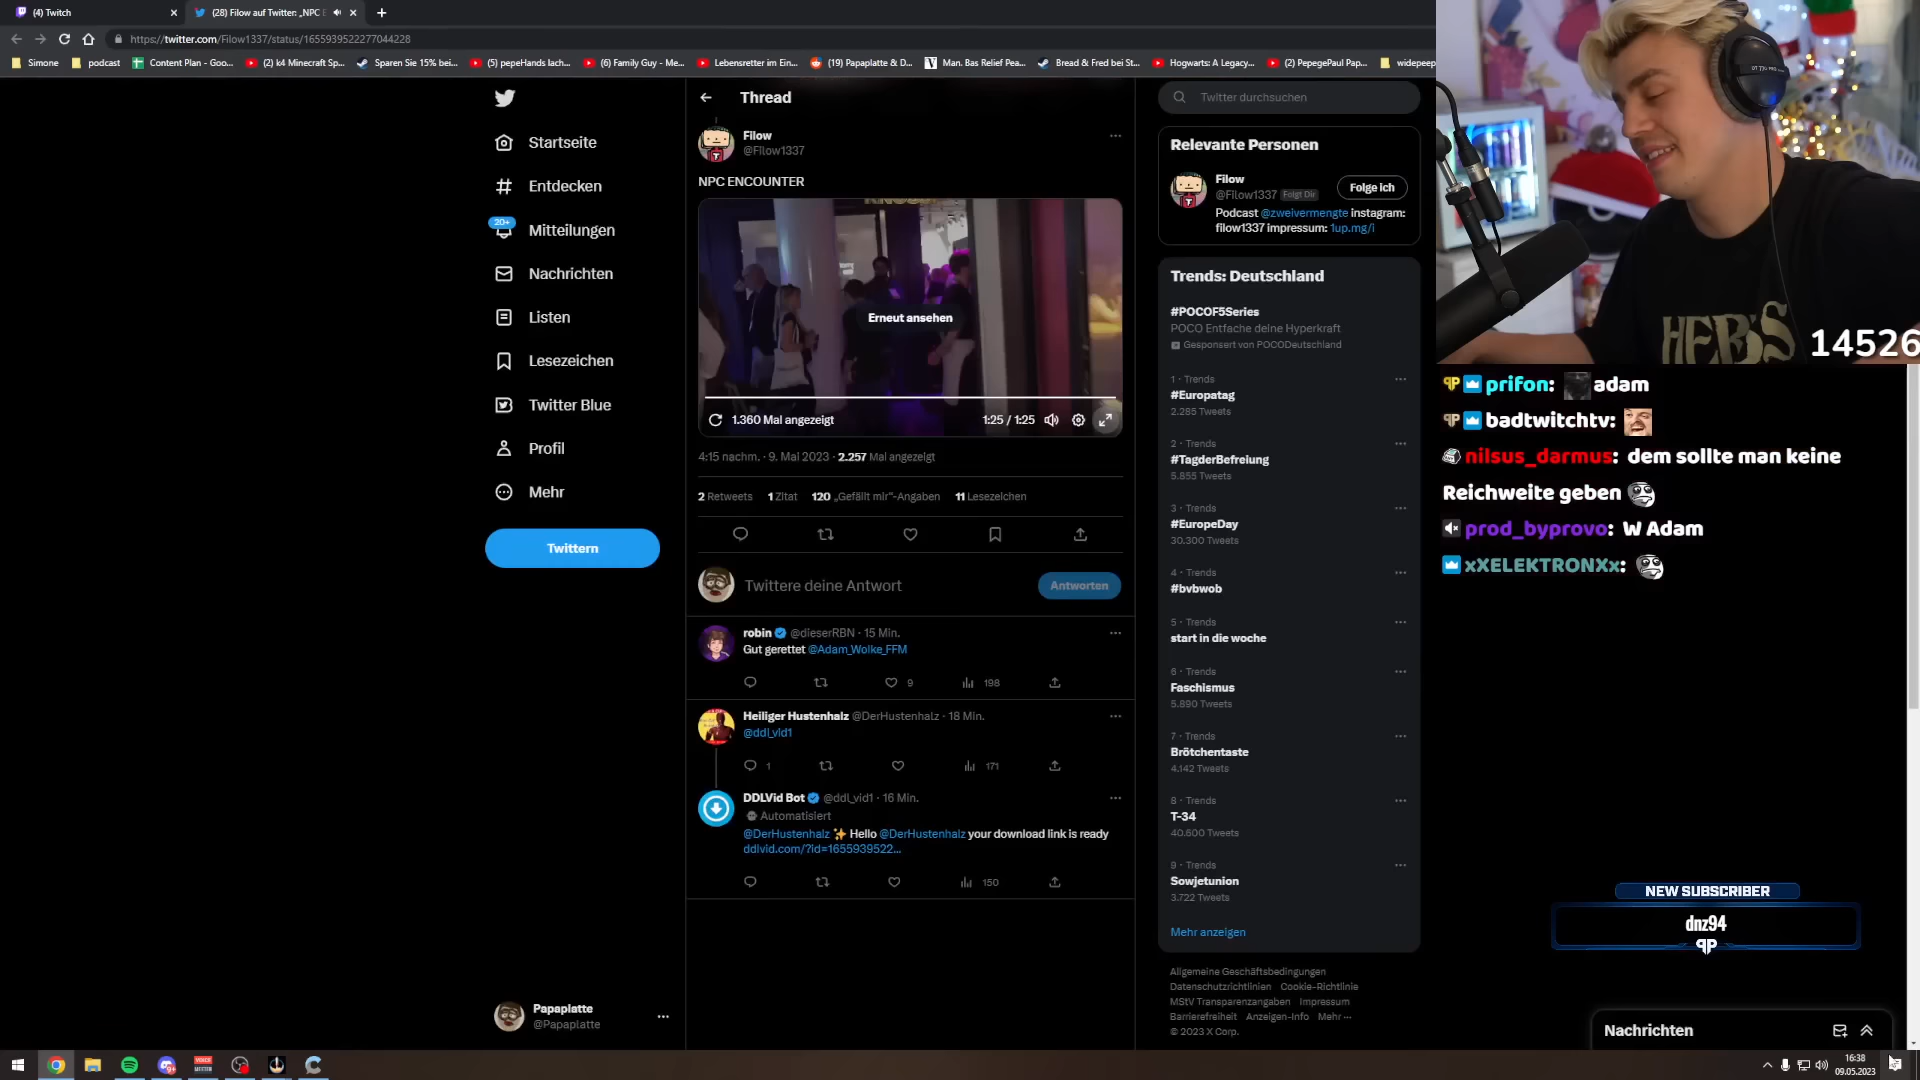 (4) Twitch
(28) Filow auf Twitter: „NPC E
https://twitter.com/Filow1337/status/1655939522277044228
Simone
podcast
Content Plan - Goo...
(2) k4 Minecraft Sp...
Sparen Sie 15% bei...
(5) pepeHands lach...
(6) Family Guy - Me...
Lebensretter im Ein...
(19) Papaplatte & D...
Man. Bas Relief Pea...
Bread & Fred bei St...
Hogwarts: A Legacy...
(2) PepegePaul Pap...
widepeep
Startseite
Entdecken
20+
Mitteilungen
Nachrichten
Listen
Lesezeichen
Twitter Blue
Profil
Mehr
Twittern
Papaplatte
@Papaplatte
Thread
Filow
@Filow1337
NPC ENCOUNTER
Erneut ansehen
1.360 Mal angezeigt
1:25 / 1:25
4:15 nachm. · 9. Mai 2023 · 2.257 Mal angezeigt
2 Retweets 1 Zitat 120 „Gefällt mir“-Angaben 11 Lesezeichen
Twittere deine Antwort
Antworten
robin @dieserRBN · 15 Min.
Gut gerettet @Adam_Wolke_FFM
9
198
Heiliger Hustenhalz @DerHustenhalz · 18 Min.
@ddl_vid1
1
171
DDLVid Bot @ddl_vid1 · 16 Min.
Automatisiert
@DerHustenhalz ✨ Hello @DerHustenhalz your download link is ready
ddlvid.com/?id=1655939522...
150
Twitter durchsuchen
Relevante Personen
Filow
@Filow1337 Folgt Dir
Folge ich
Podcast @zweivermengte instagram:
filow1337 impressum: 1up.mg/i
Trends: Deutschland
#POCOF5Series
POCO Entfache deine Hyperkraft
Gesponsert von POCODeutschland
1 · Trends
#Europatag
2.285 Tweets
2 · Trends
#TagderBefreiung
5.855 Tweets
3 · Trends
#EuropeDay
30.300 Tweets
4 · Trends
#bvbwob
5 · Trends
start in die woche
6 · Trends
Faschismus
5.890 Tweets
7 · Trends
Brötchentaste
4.142 Tweets
8 · Trends
T-34
40.600 Tweets
9 · Trends
Sowjetunion
3.722 Tweets
Mehr anzeigen
Allgemeine Geschäftsbedingungen
Datenschutzrichtlinien Cookie-Richtlinie
MStV Transparenzangaben Impressum
Barrierefreiheit Anzeigen-Info Mehr ···
© 2023 X Corp.
HEB'S
14526
prifon: adam
badtwitchtv:
nilsus_darmus: dem sollte man keine
Reichweite geben
prod_byprovo: W Adam
xXELEKTRONXx:
NEW SUBSCRIBER
dnz94
Nachrichten
16:38
09.05.2023